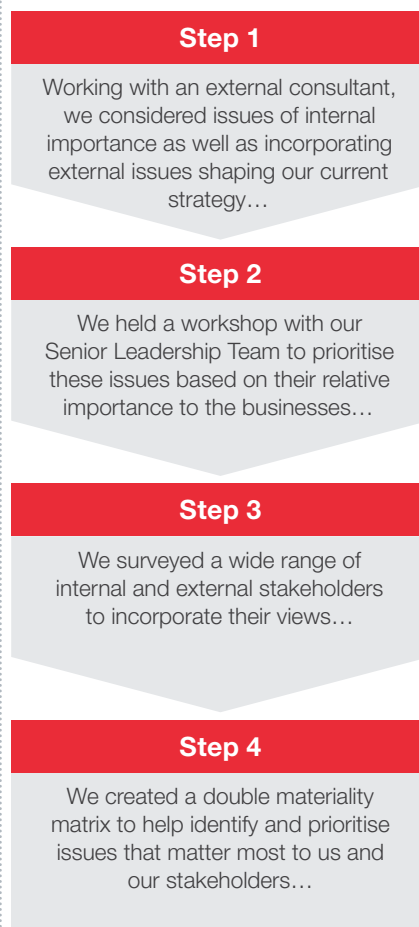 Step 1
Working with an external consultant,
we considered issues of internal
importance as well as incorporating
external issues shaping our current
strategy…
Step 2
We held a workshop with our
Senior Leadership Team to prioritise
these issues based on their relative
importance to the businesses…
Step 3
We surveyed a wide range of
internal and external stakeholders
to incorporate their views…
Step 4
We created a double materiality
matrix to help identify and prioritise
issues that matter most to us and
our stakeholders…